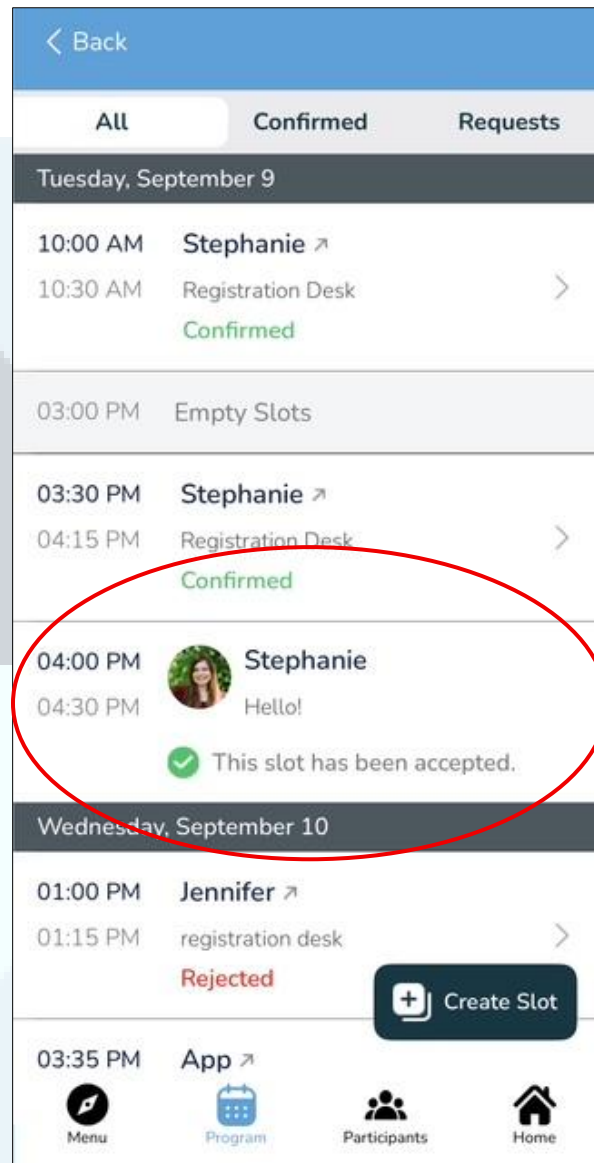 Back
All Confirmed Requests
Tuesday, September 9
10:00 AM Stephanie
10:30 AM Registration Desk
Confirmed
03:00 PM Empty Slots
03:30 PM Stephanie
04:15 PM Registration Desk
Confirmed
04:00 PM Stephanie
04:30 PM Hello!
This slot has been accepted.
Wednesday, September 10
01:00 PM Jennifer
01:15 PM registration desk
Rejected
Create Slot
03:35 PM App
Menu Program Participants Home